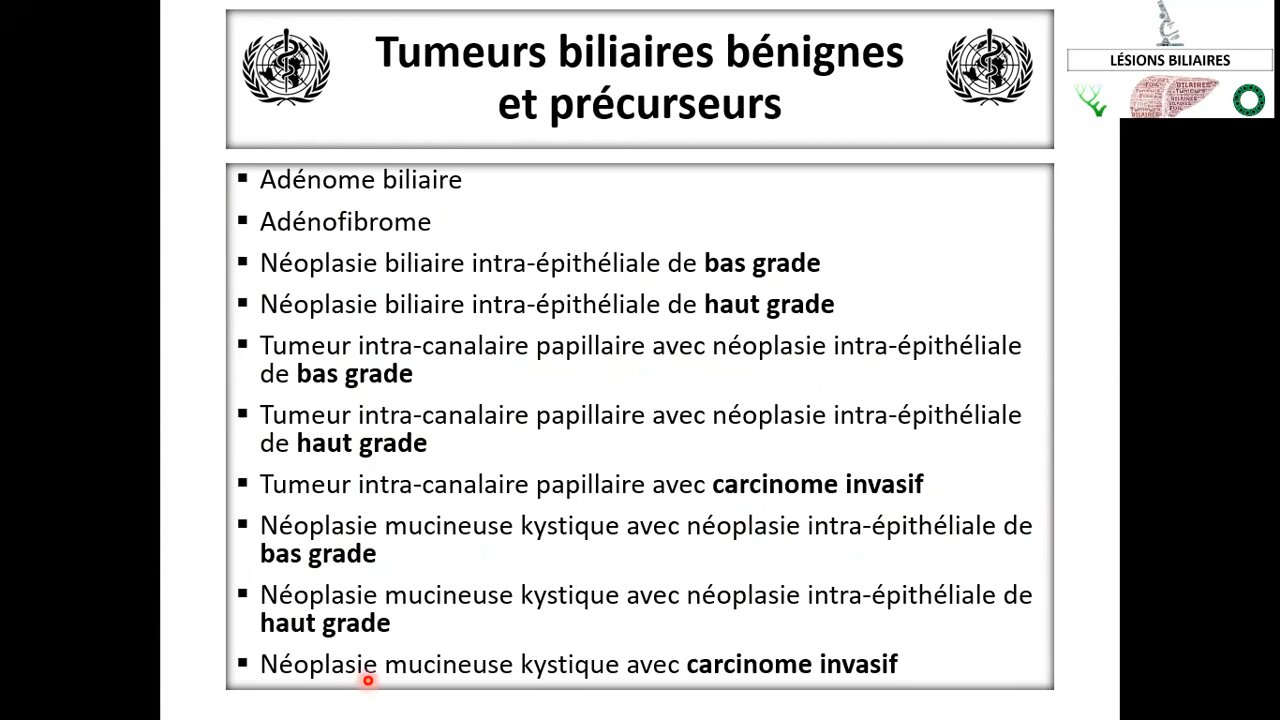 Tumeurs biliaires bénignes
et précurseurs
LÉSIONS BILIAIRES
▪ Adénome biliaire
▪ Adénofibrome
▪ Néoplasie biliaire intra-épithéliale de bas grade
▪ Néoplasie biliaire intra-épithéliale de haut grade
▪ Tumeur intra-canalaire papillaire avec néoplasie intra-épithéliale
de bas grade
▪ Tumeur intra-canalaire papillaire avec néoplasie intra-épithéliale
de haut grade
▪ Tumeur intra-canalaire papillaire avec carcinome invasif
▪ Néoplasie mucineuse kystique avec néoplasie intra-épithéliale de
bas grade
▪ Néoplasie mucineuse kystique avec néoplasie intra-épithéliale de
haut grade
▪ Néoplasie mucineuse kystique avec carcinome invasif